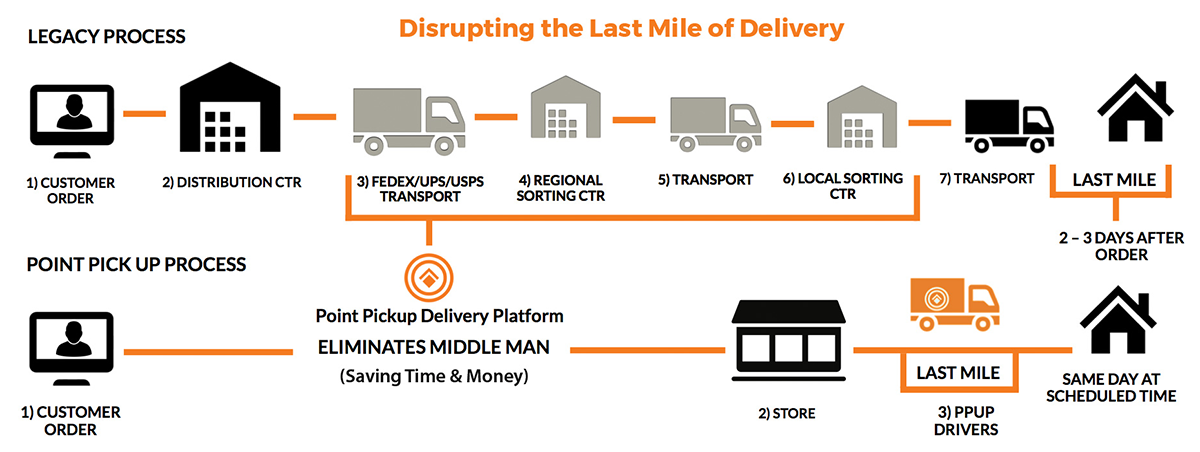 Disrupting the Last Mile of Delivery
LEGACY PROCESS
1) CUSTOMER
ORDER
2) DISTRIBUTION CTR
3) FEDEX/UPS/USPS
TRANSPORT
4) REGIONAL
SORTING CTR
5) TRANSPORT
6) LOCAL SORTING
CTR
7) TRANSPORT
LAST MILE
2 – 3 DAYS AFTER
ORDER
POINT PICK UP PROCESS
1) CUSTOMER
ORDER
Point Pickup Delivery Platform
ELIMINATES MIDDLE MAN
(Saving Time & Money)
2) STORE
LAST MILE
3) PPUP
DRIVERS
SAME DAY AT
SCHEDULED TIME